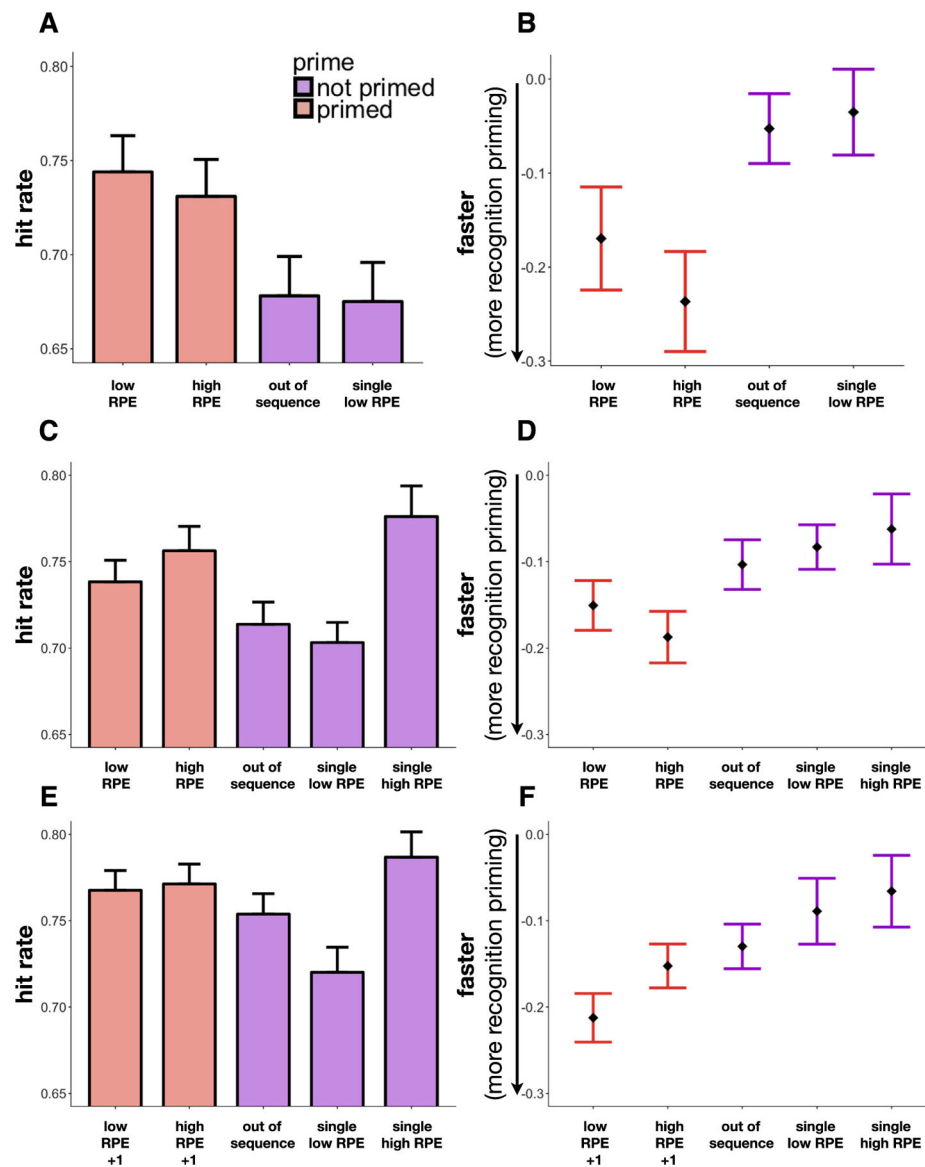 A
prime
not primed
primed
0.80
0.75
0.70
0.65
hit rate
low
RPE
high
RPE
out of
sequence
single
low RPE
B
0.0
-0.1
-0.2
-0.3
faster
(more recognition priming)
low
RPE
high
RPE
out of
sequence
single
low RPE
C
0.80
0.75
0.70
0.65
hit rate
low
RPE
high
RPE
out of
sequence
single
low RPE
single
high RPE
D
0.0
-0.1
-0.2
-0.3
faster
(more recognition priming)
low
RPE
high
RPE
out of
sequence
single
low RPE
single
high RPE
E
0.80
0.75
0.70
0.65
hit rate
low
RPE
+1
high
RPE
+1
out of
sequence
single
low RPE
single
high RPE
F
0.0
-0.1
-0.2
-0.3
faster
(more recognition priming)
low
RPE
+1
high
RPE
+1
out of
sequence
single
low RPE
single
high RPE